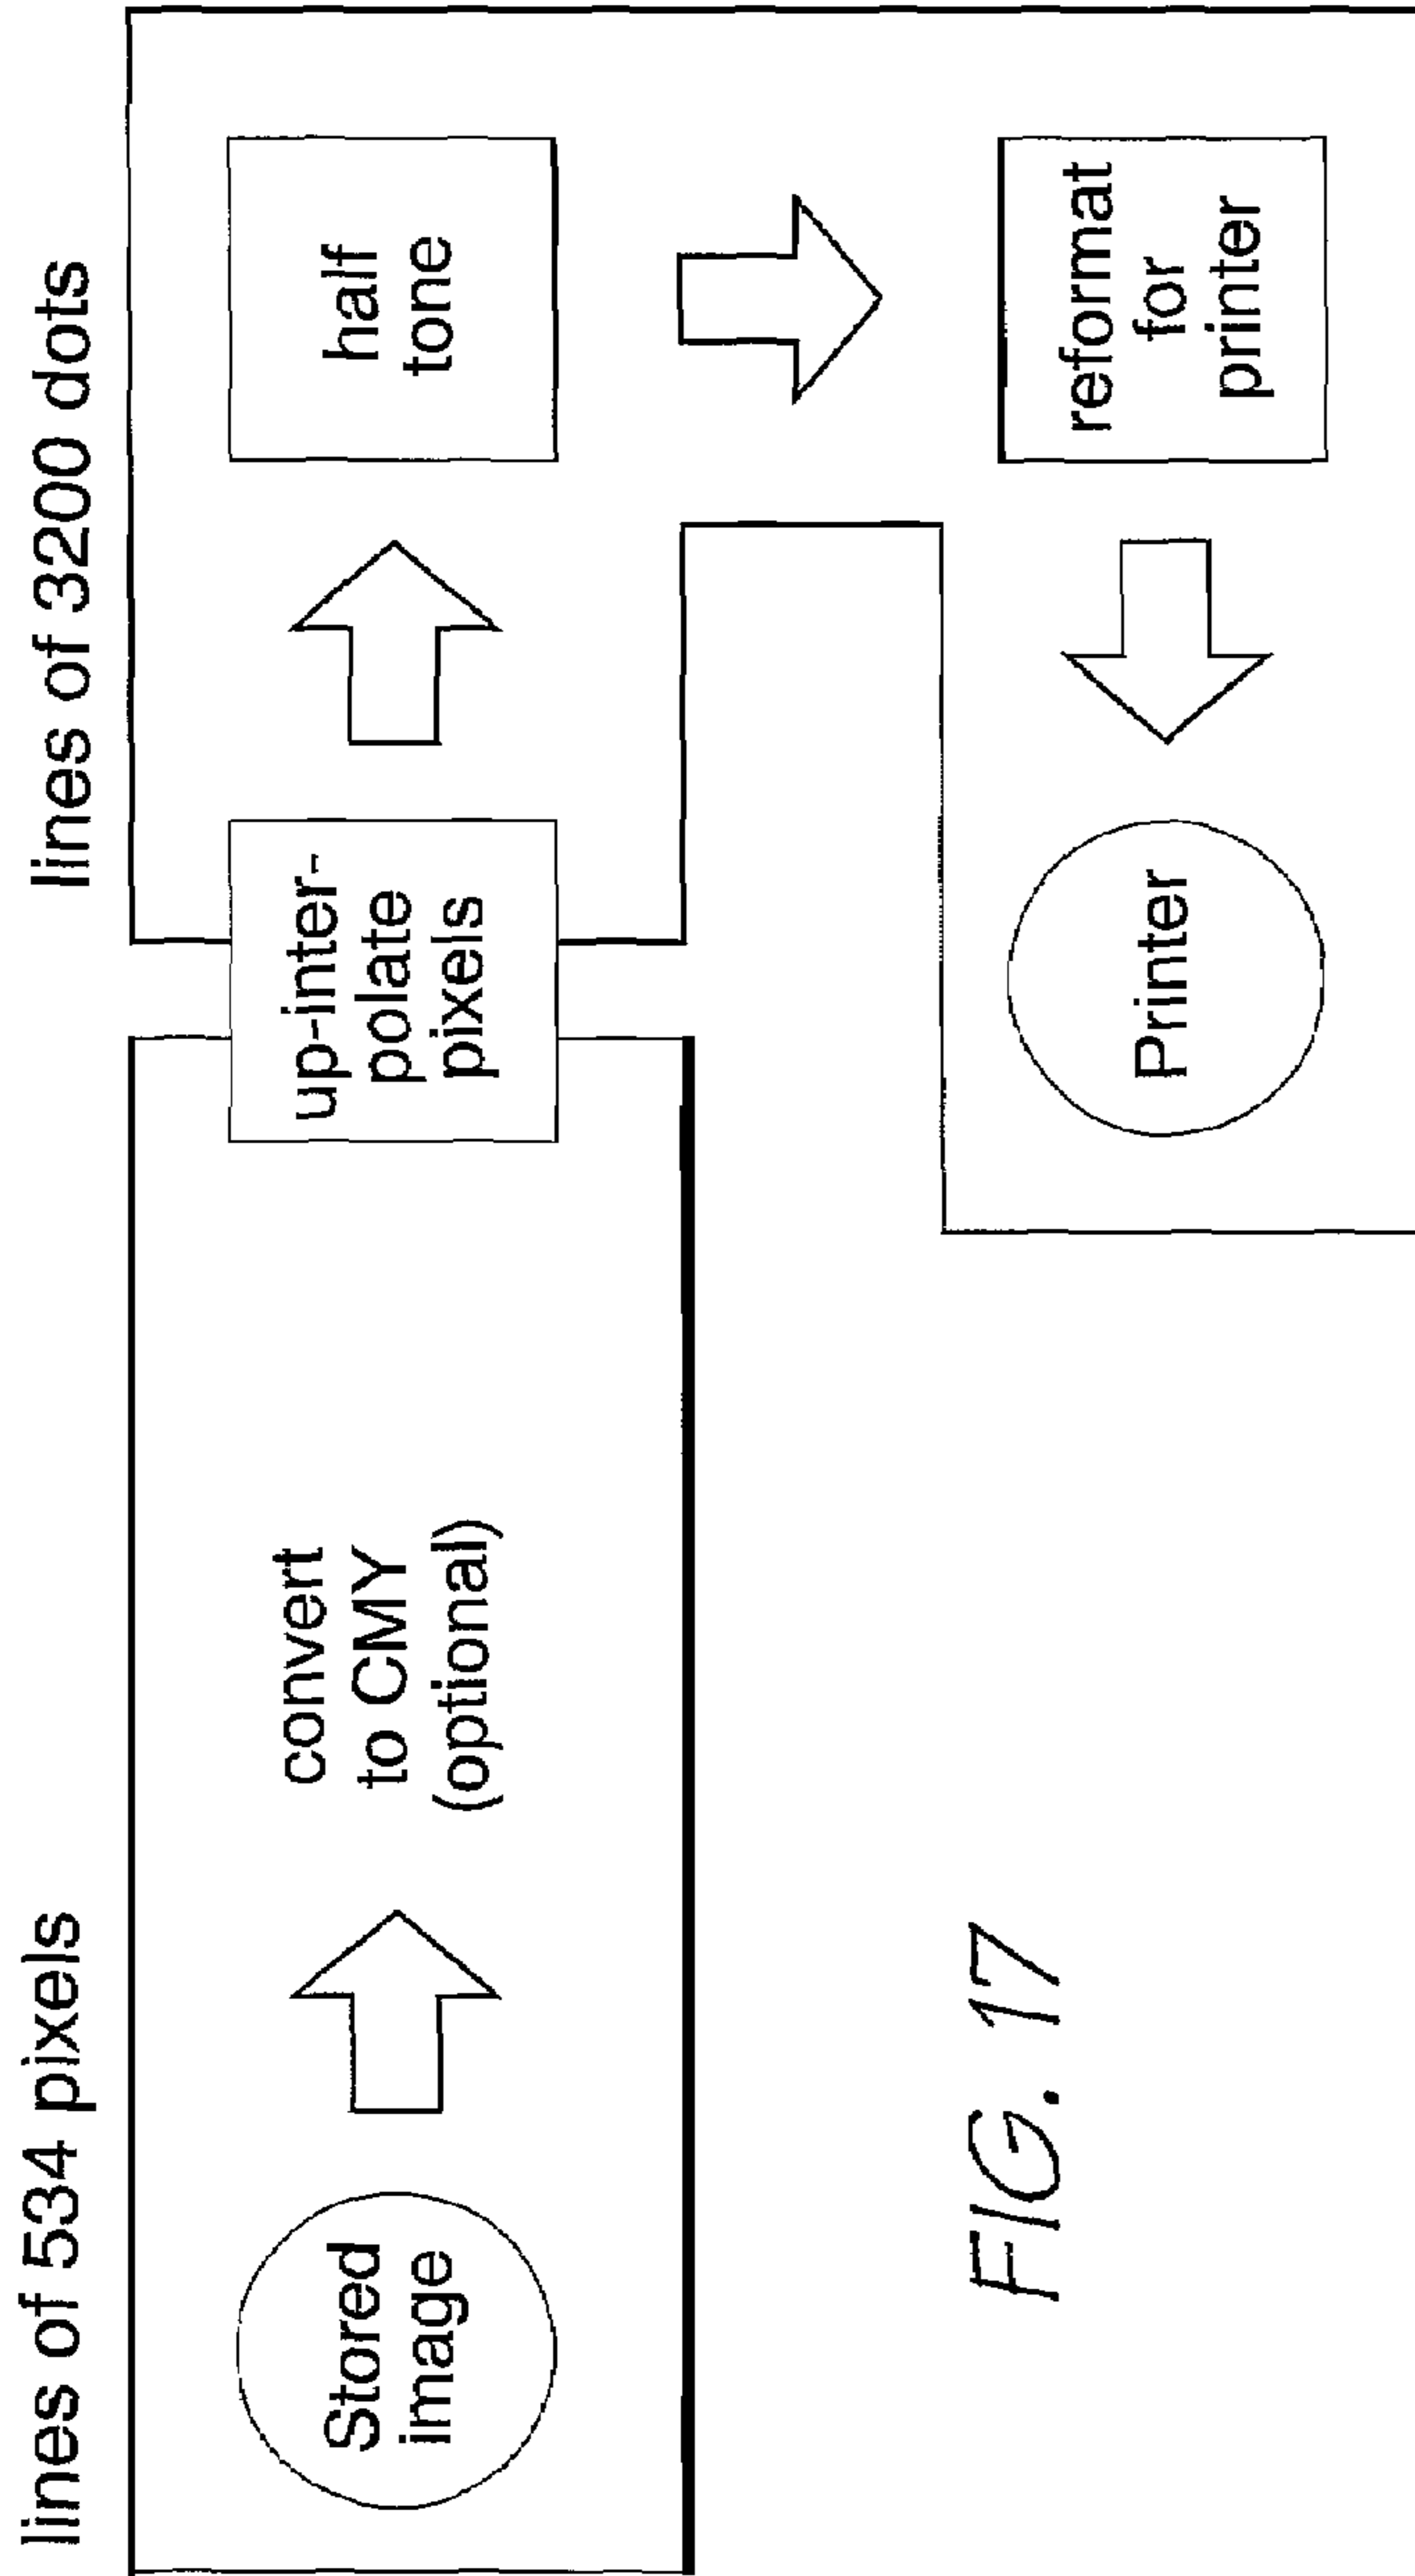 lines of 534 pixels
lines of 3200 dots
Stored
image
convert
to CMY
(optional)
up-inter-
polate
pixels
half
tone
reformat
for
printer
Printer
FIG. 17